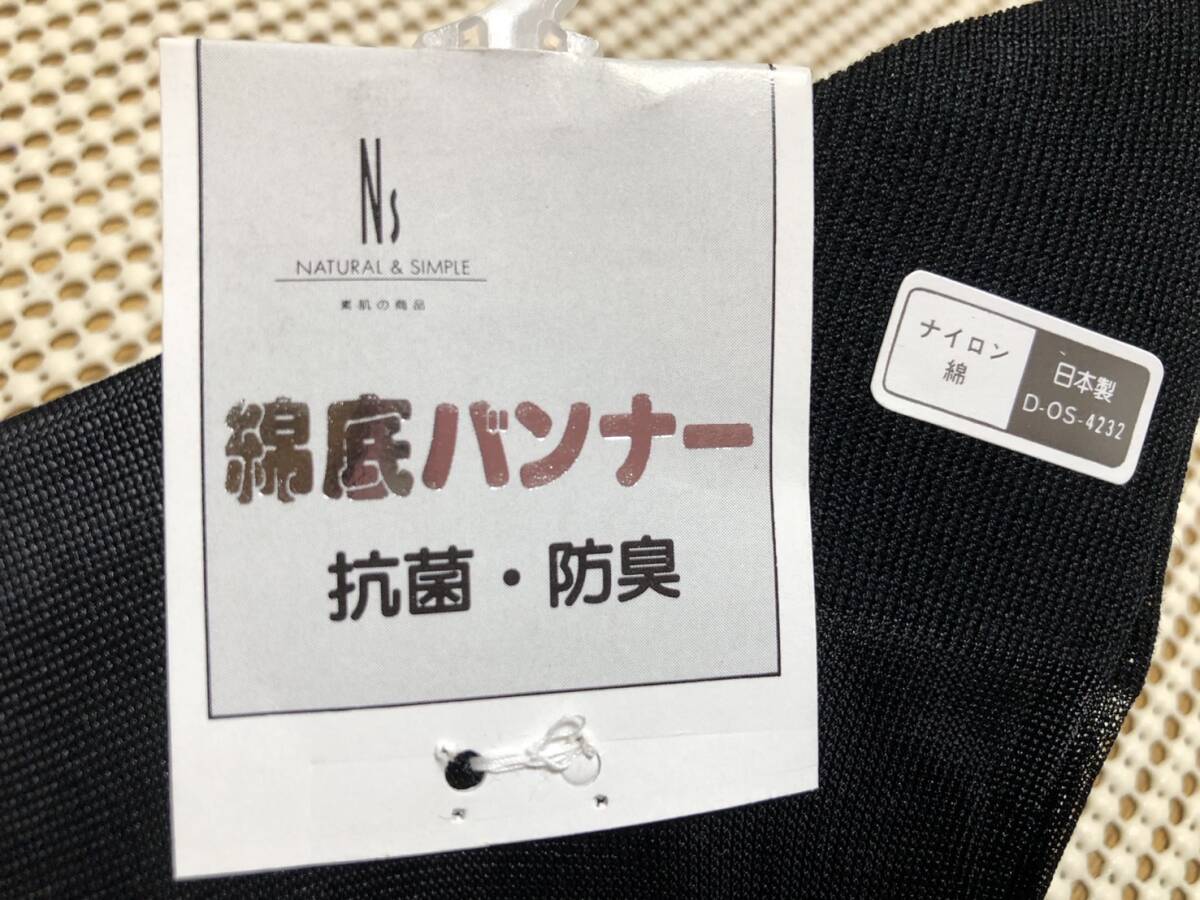 Ns
NATURAL & SIMPLE
素肌の商品
綿底バンナー
抗菌・防臭
ナイロン
綿
日本製
D-OS-4232